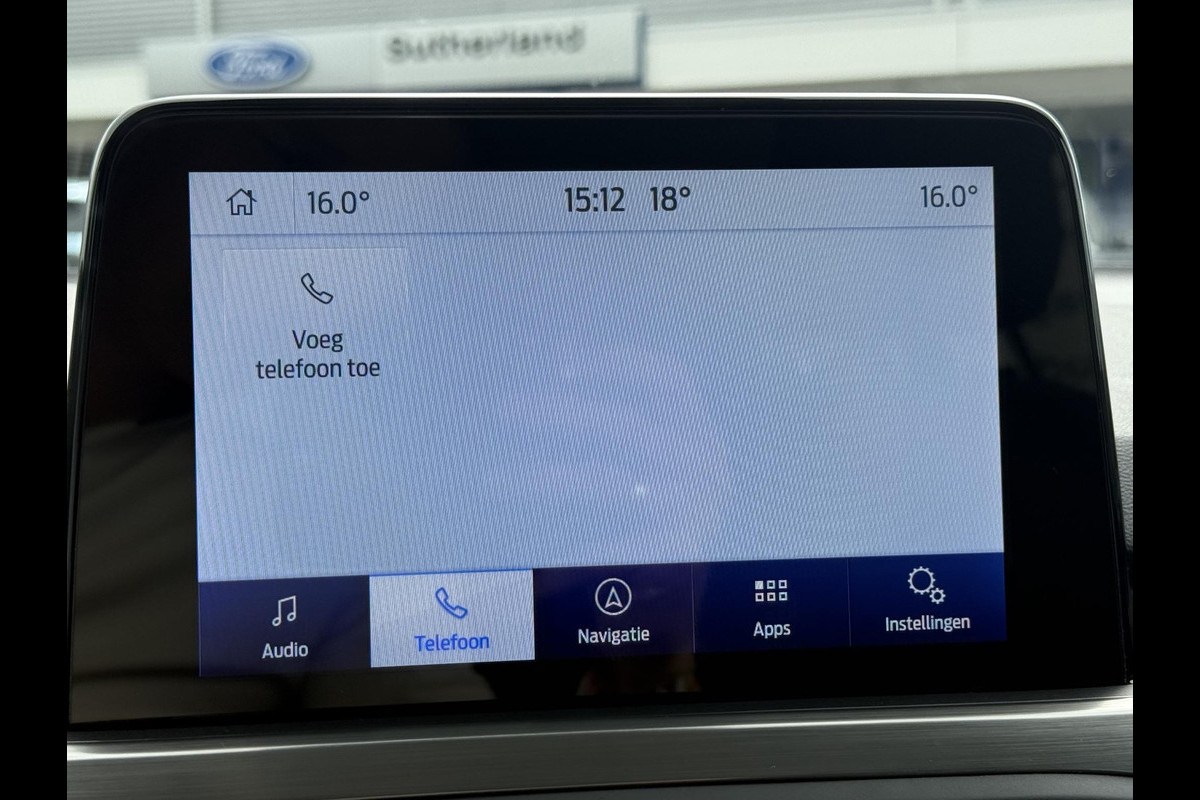 Ford Sutherland
16.0° 15:12 18° 16.0°
Voeg
telefoon toe
Audio Telefoon Navigatie Apps Instellingen